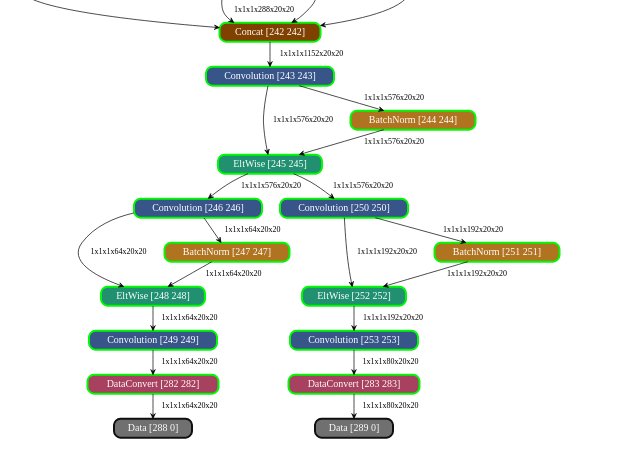 1x1x1x288x20x20
Concat [242 242]
1x1x1x1152x20x20
Convolution [243 243]
1x1x1x576x20x20
1x1x1x576x20x20
BatchNorm [244 244]
1x1x1x576x20x20
EltWise [245 245]
1x1x1x576x20x20
1x1x1x576x20x20
Convolution [246 246]
Convolution [250 250]
1x1x1x64x20x20
1x1x1x192x20x20
1x1x1x64x20x20
BatchNorm [247 247]
1x1x1x192x20x20
BatchNorm [251 251]
1x1x1x64x20x20
1x1x1x192x20x20
EltWise [248 248]
EltWise [252 252]
1x1x1x64x20x20
1x1x1x192x20x20
Convolution [249 249]
Convolution [253 253]
1x1x1x64x20x20
1x1x1x80x20x20
DataConvert [282 282]
DataConvert [283 283]
1x1x1x64x20x20
1x1x1x80x20x20
Data [288 0]
Data [289 0]